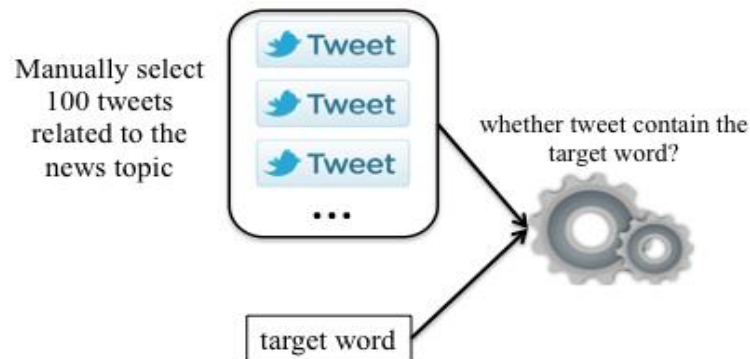 Manually select
100 tweets
related to the
news topic
Tweet
Tweet
Tweet
...
whether tweet contain the
target word?
target word